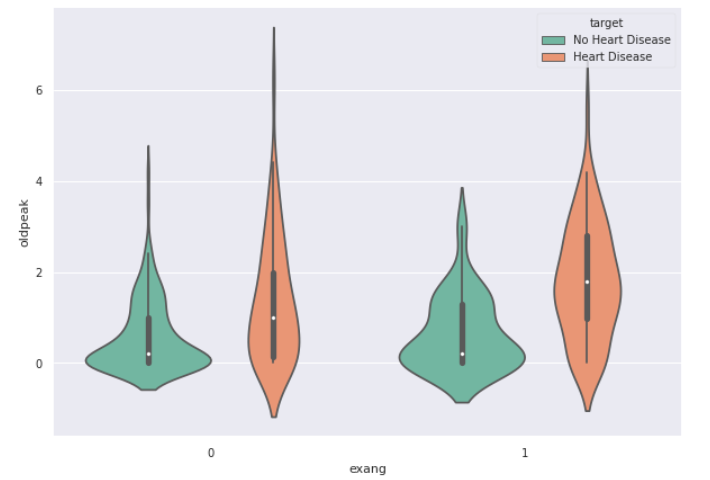 target
No Heart Disease
Heart Disease
6
4
2
0
oldpeak
0 1
exang